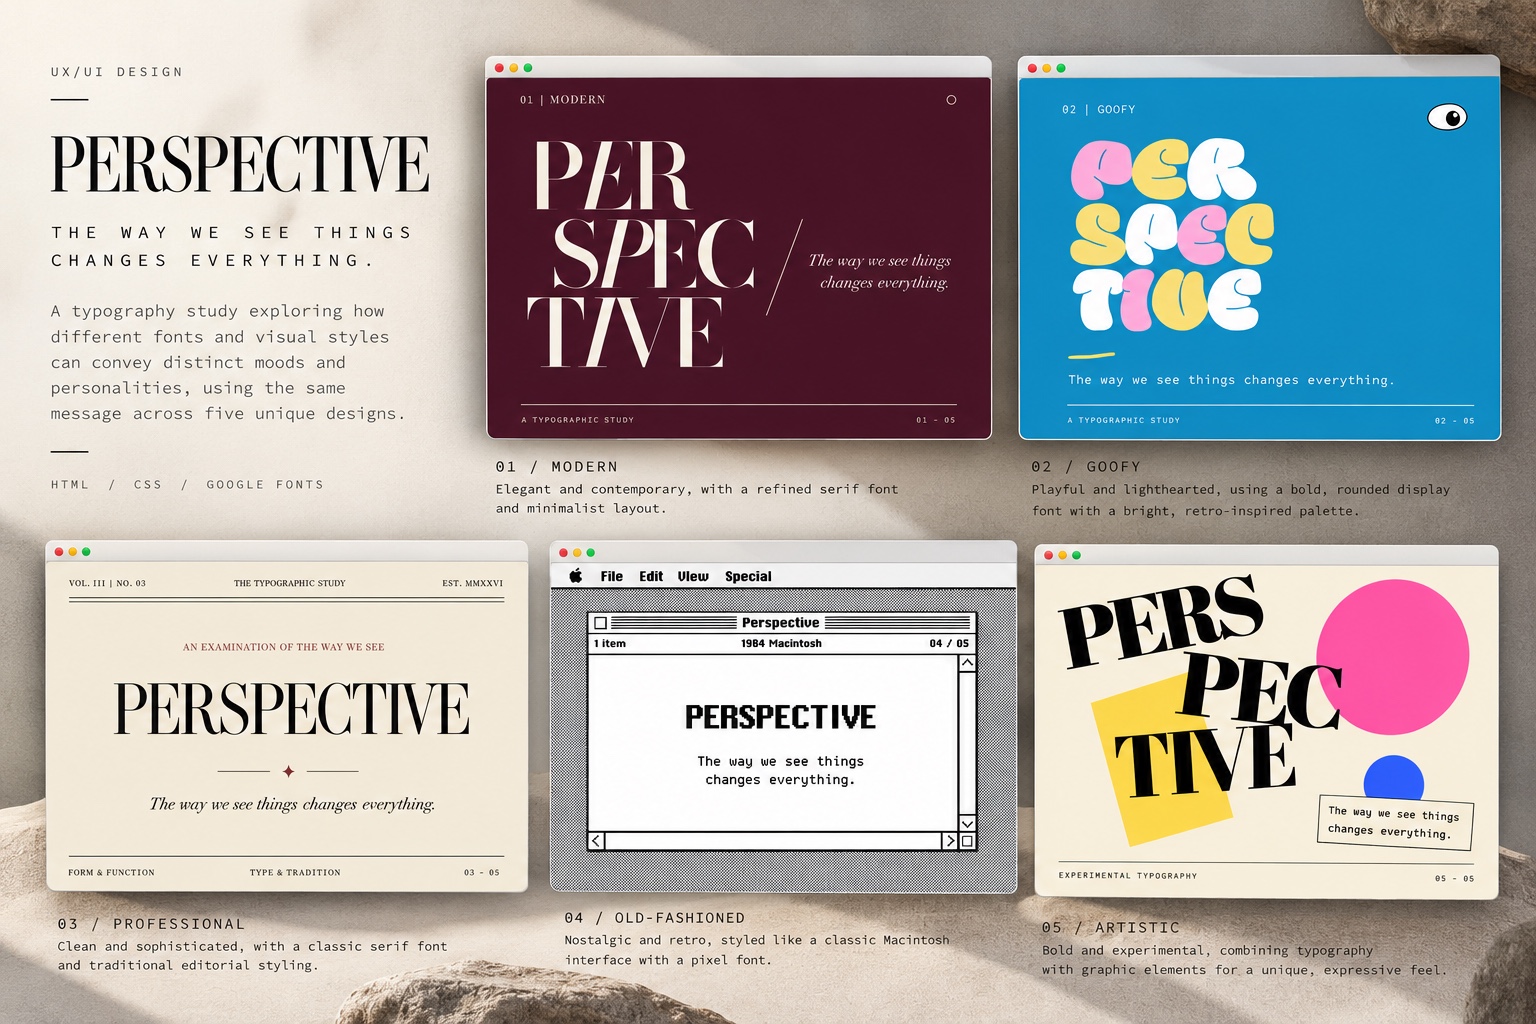 UX/UI DESIGN
PERSPECTIVE
THE WAY WE SEE THINGS
CHANGES EVERYTHING.
A typography study exploring how
different fonts and visual styles
can convey distinct moods and
personalities, using the same
message across five unique designs.
HTML / CSS / GOOGLE FONTS
01 | MODERN
PER
SPEC
TIVE
The way we see things
changes everything.
A TYPOGRAPHIC STUDY
01 - 05
01 / MODERN
Elegant and contemporary, with a refined serif font
and minimalist layout.
02 | GOOFY
PER
SPEC
TIVE
The way we see things changes everything.
A TYPOGRAPHIC STUDY
02 - 05
02 / GOOFY
Playful and lighthearted, using a bold, rounded display
font with a bright, retro-inspired palette.
VOL. III | NO. 03
THE TYPOGRAPHIC STUDY
EST. MMXXVI
AN EXAMINATION OF THE WAY WE SEE
PERSPECTIVE
The way we see things changes everything.
FORM & FUNCTION
TYPE & TRADITION
03 - 05
03 / PROFESSIONAL
Clean and sophisticated, with a classic serif font
and traditional editorial styling.
File Edit View Special
Perspective
1 item
1984 Macintosh
04 / 05
PERSPECTIVE
The way we see things
changes everything.
04 / OLD-FASHIONED
Nostalgic and retro, styled like a classic Macintosh
interface with a pixel font.
PERS
PEC
TIVE
The way we see things
changes everything.
EXPERIMENTAL TYPOGRAPHY
05 - 05
05 / ARTISTIC
Bold and experimental, combining typography
with graphic elements for a unique, expressive feel.